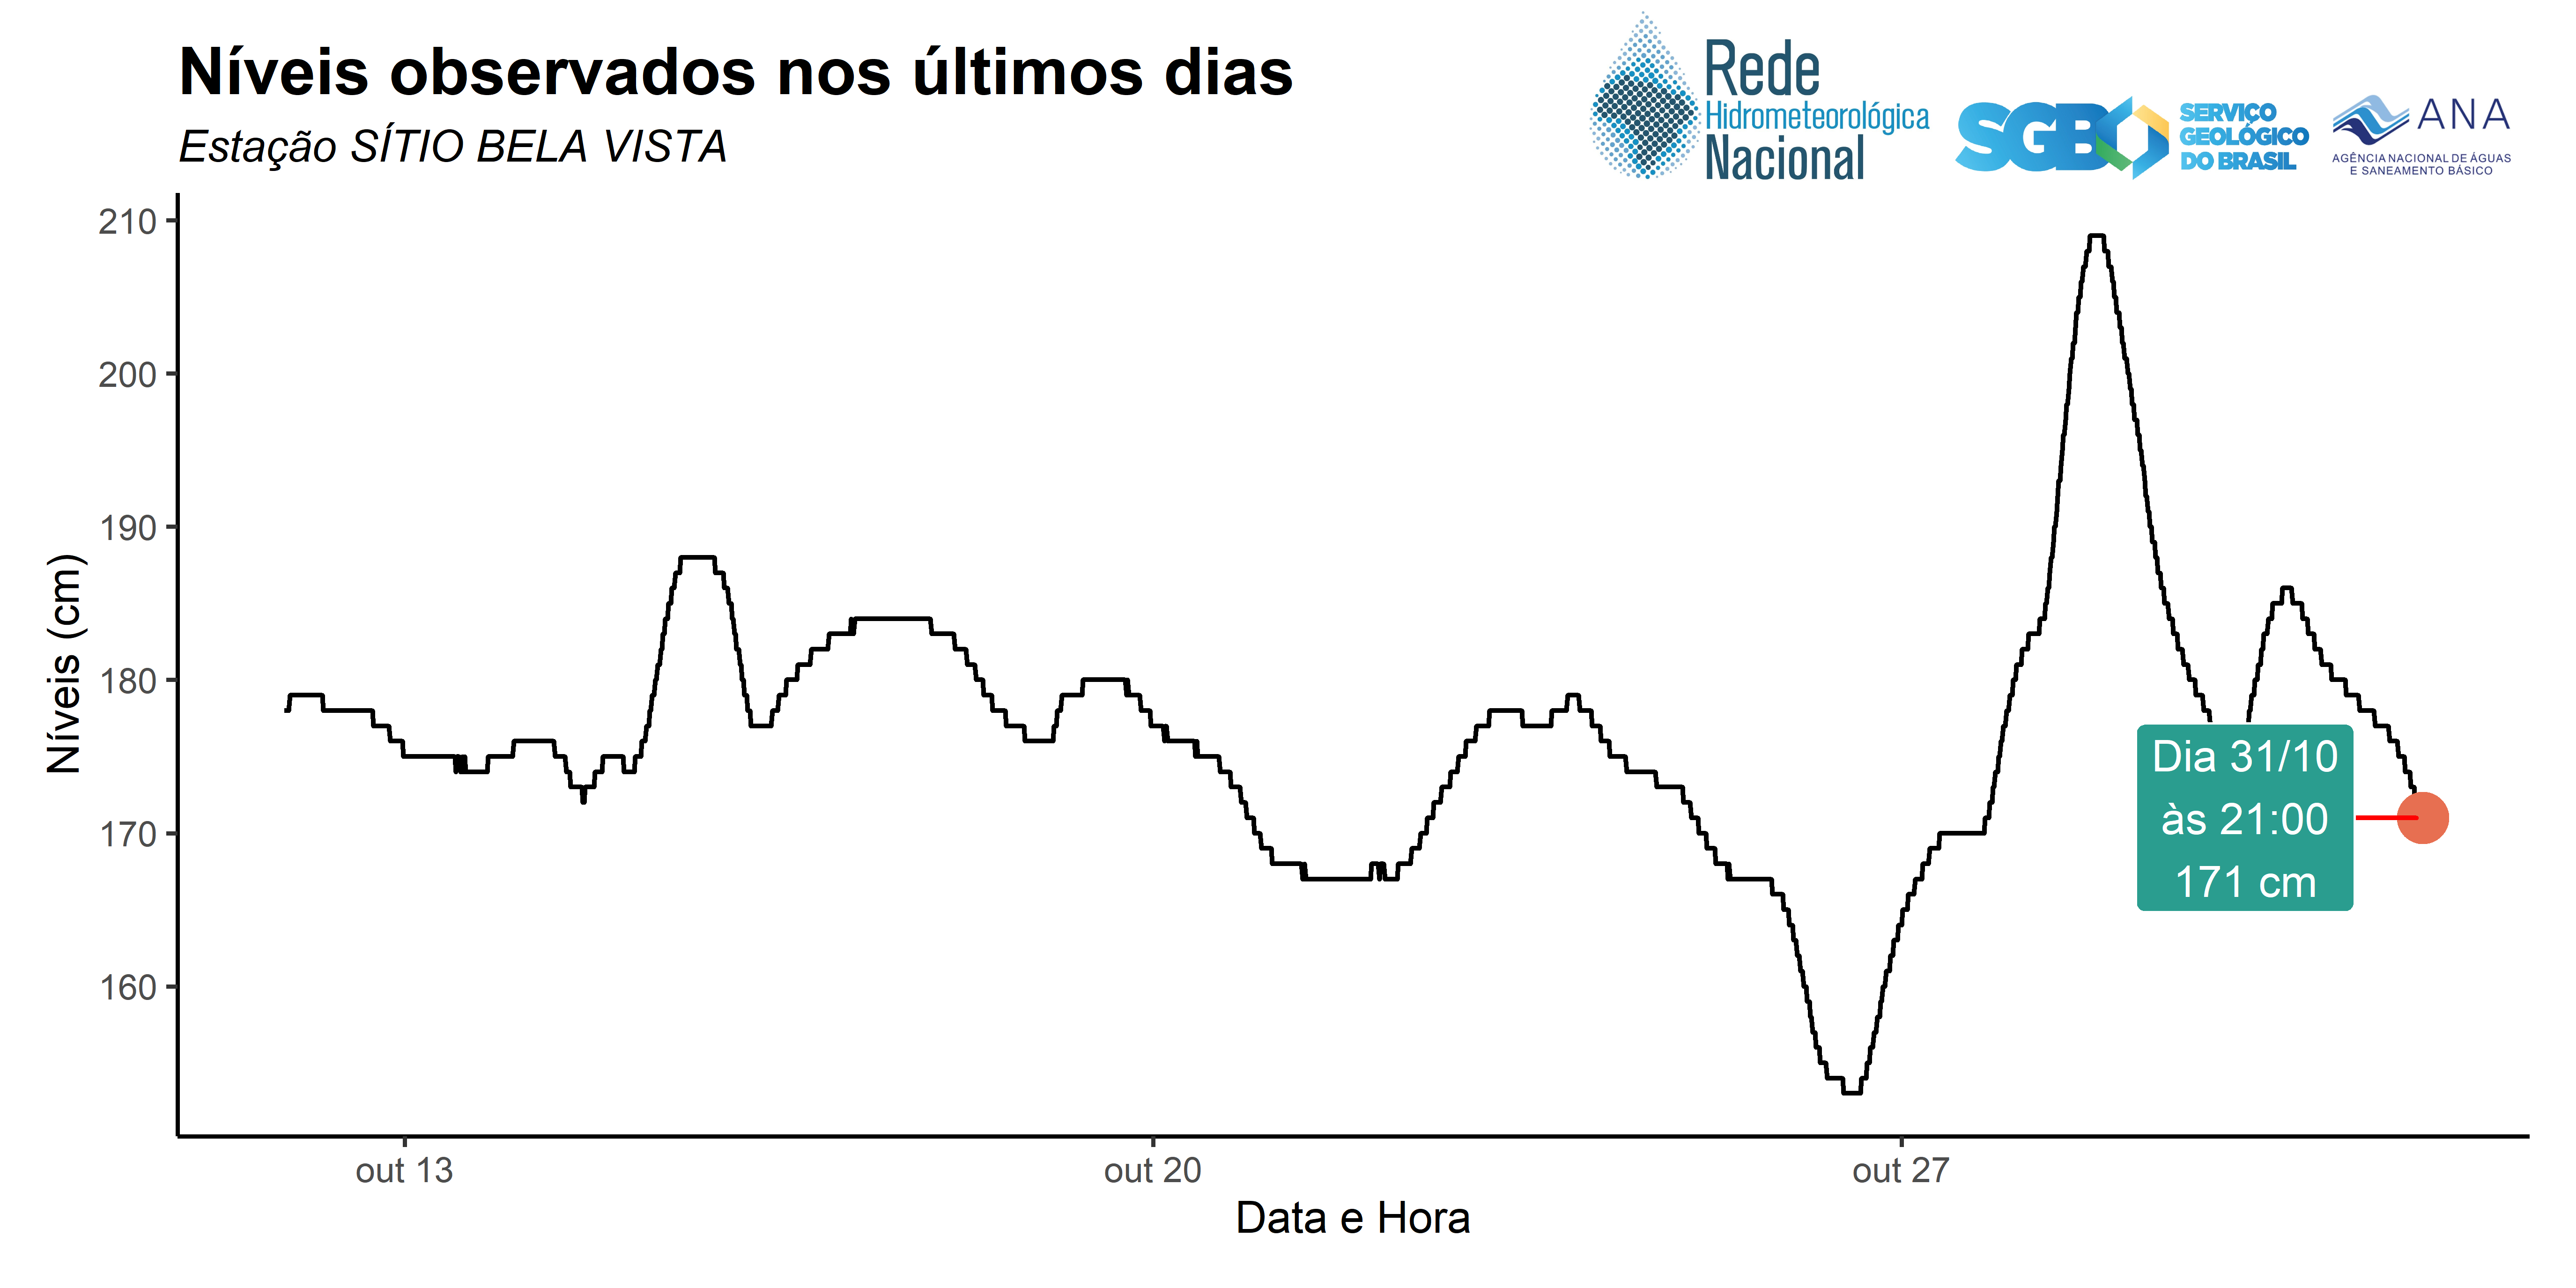 Níveis observados nos últimos dias
Estação SÍTIO BELA VISTA
Rede
Hidrometeorológica
Nacional
SGB
SERVIÇO
GEOLÓGICO
DO BRASIL
ANA
AGÊNCIA NACIONAL DE ÁGUAS
E SANEAMENTO BÁSICO
Níveis (cm)
210
200
190
180
170
160
Dia 31/10
às 21:00
171 cm
out 13
out 20
out 27
Data e Hora